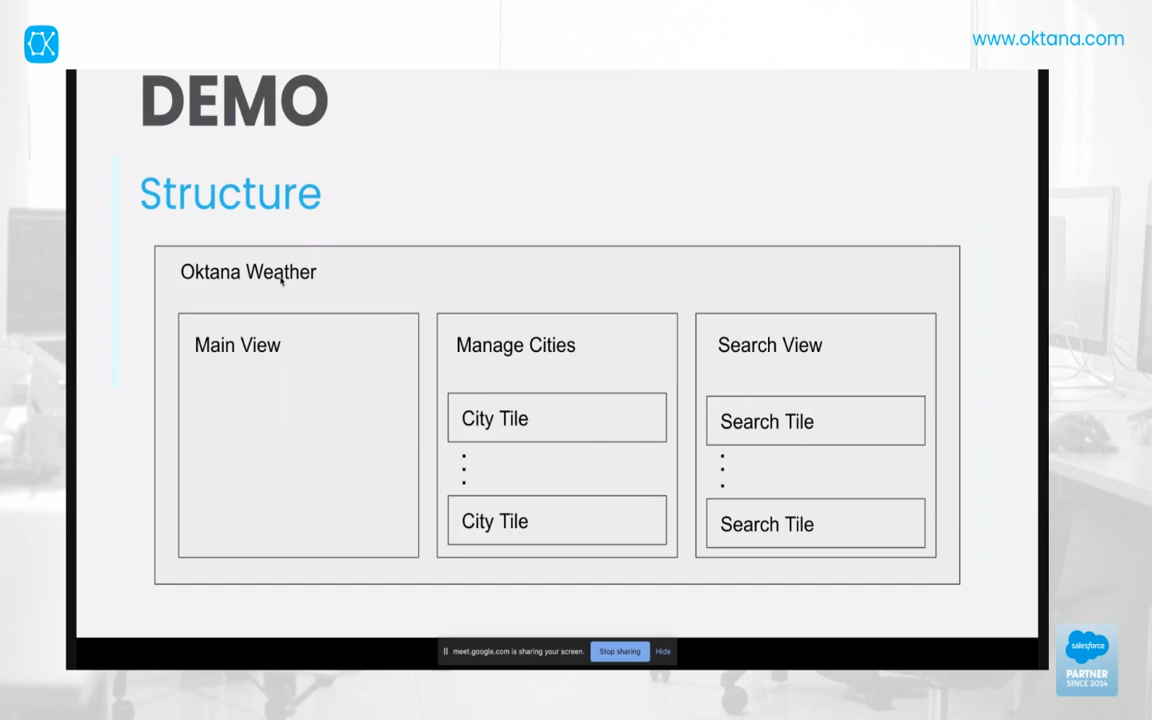 www.oktana.com
DEMO
Structure
Oktana Weather
Main View
Manage Cities
City Tile
City Tile
Search View
Search Tile
Search Tile
meet.google.com is sharing your screen.
Stop sharing
Hide
salesforce
PARTNER
SINCE 2014